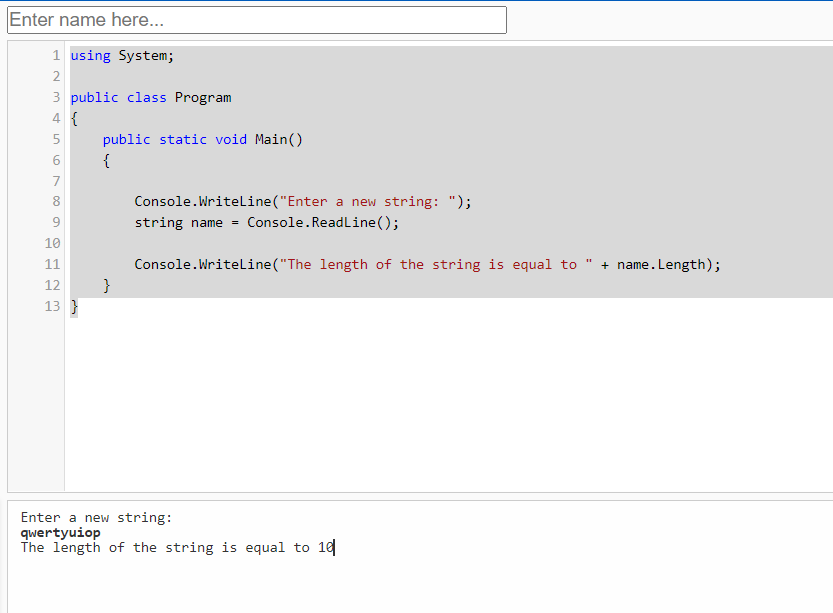 Enter name here...
1 using System;
2
3 public class Program
4 {
5 public static void Main()
6 {
7
8 Console.WriteLine("Enter a new string: ");
9 string name = Console.ReadLine();
10
11 Console.WriteLine("The length of the string is equal to " + name.Length);
12 }
13 }
Enter a new string:
qwertyuiop
The length of the string is equal to 10